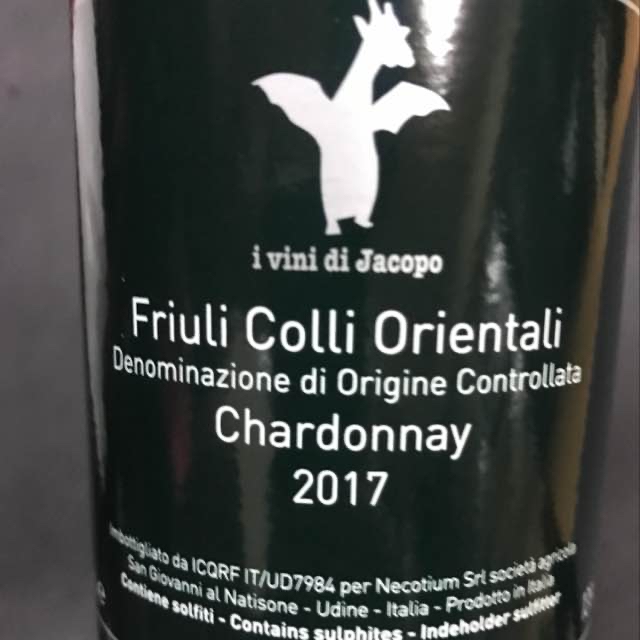 i vini di Jacopo
Friuli Colli Orientali
Denominazione di Origine Controllata
Chardonnay
2017
Imbottigliato da ICQRF IT/UD7984 per Necotium Srl società agricola
San Giovanni al Natisone - Udine - Italia - Prodotto in Italia
Contiene solfiti - Contains sulphites - Indeholder sulfitter